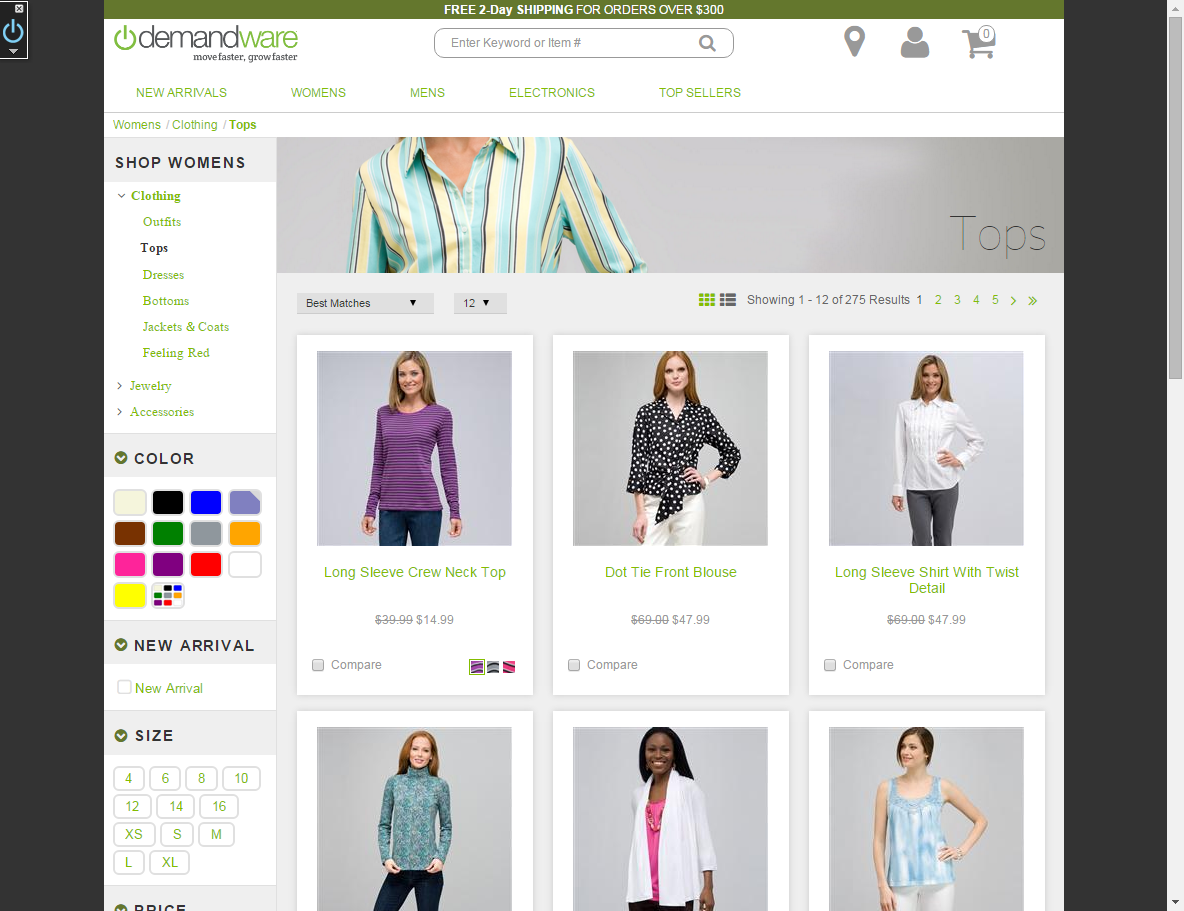 FREE 2-Day SHIPPING FOR ORDERS OVER $300
demandware
move faster, grow faster
Enter Keyword or Item #
0
NEW ARRIVALS
WOMENS
MENS
ELECTRONICS
TOP SELLERS
Womens / Clothing / Tops
SHOP WOMENS
Clothing
Outfits
Tops
Dresses
Bottoms
Jackets & Coats
Feeling Red
Jewelry
Accessories
COLOR
NEW ARRIVAL
New Arrival
SIZE
4 6 8 10
12 14 16
XS S M
L XL
PRICE
Tops
Best Matches
12
Showing 1 - 12 of 275 Results 1 2 3 4 5 > »
Long Sleeve Crew Neck Top
$39.99 $14.99
Compare
Dot Tie Front Blouse
$69.00 $47.99
Compare
Long Sleeve Shirt With Twist
Detail
$69.00 $47.99
Compare